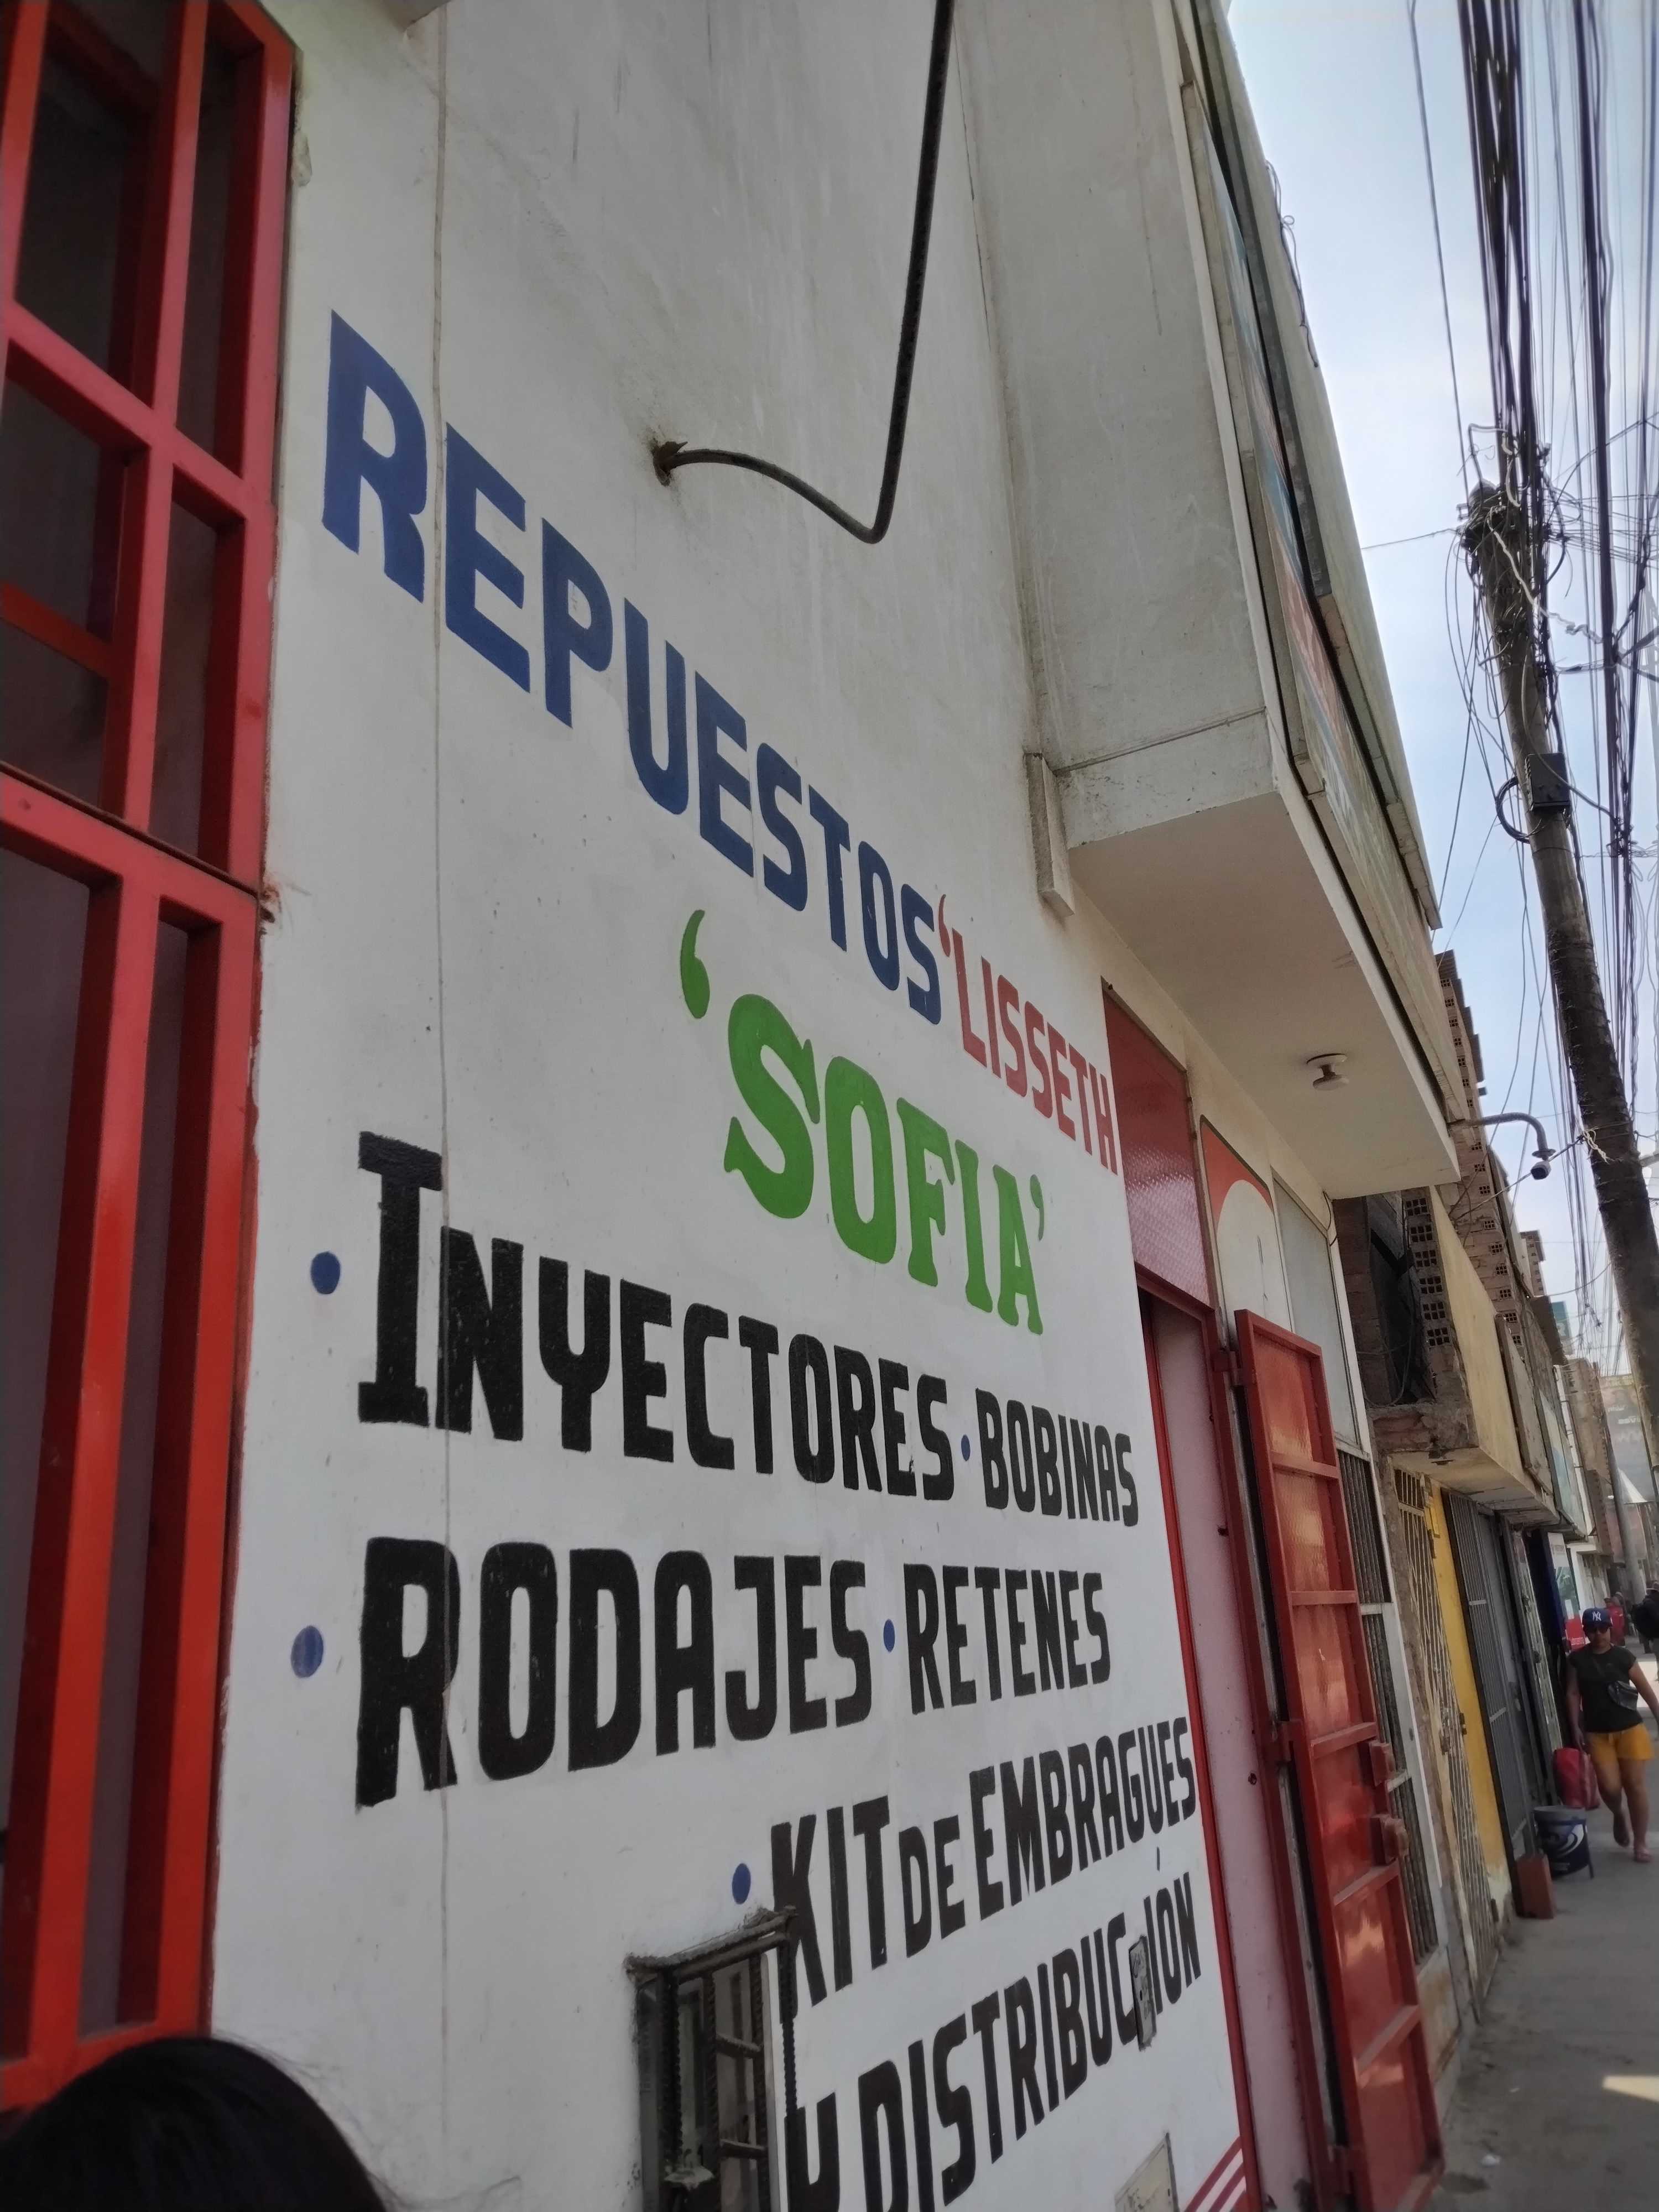 REPUESTOS 'LISSETH
'SOFIA'
• INYECTORES • BOBINAS
• RODAJES • RETENES
• KIT DE EMBRAGUES
Y DISTRIBUCIÓN